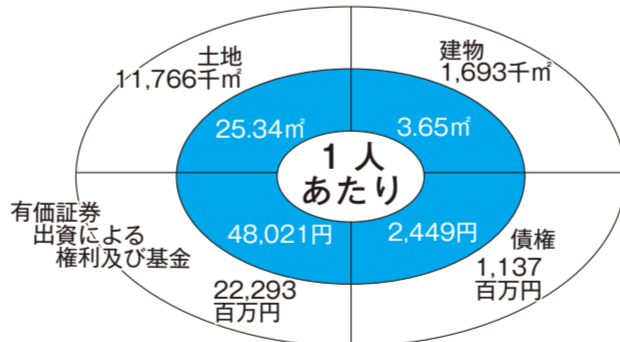 土地
11,766千㎡
建物
1,693千㎡
25.34㎡
3.65㎡
1人
あたり
48,021円
2,449円
有価証券
出資による
権利及び基金
22,293
百万円
債権
1,137
百万円